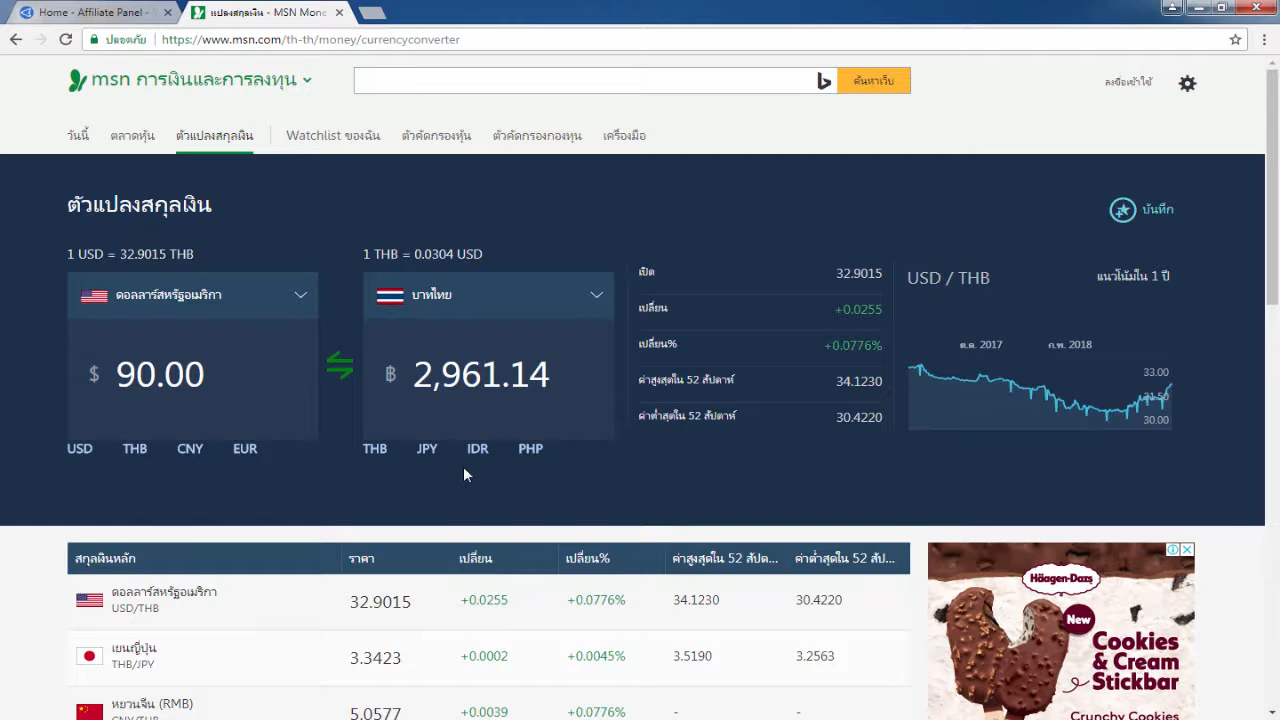 Home - Affiliate Panel -
แปลงสกุลเงิน - MSN Mone
ปลอดภัย
https://www.msn.com/th-th/money/currencyconverter
msn การเงินและการลงทุน
ค้นหาเว็บ
ลงชื่อเข้าใช้
วันนี้ ตลาดหุ้น ตัวแปลงสกุลเงิน Watchlist ของฉัน ตัวคัดกรองหุ้น ตัวคัดกรองกองทุน เครื่องมือ
ตัวแปลงสกุลเงิน
บันทึก
1 USD = 32.9015 THB
1 THB = 0.0304 USD
ดอลลาร์สหรัฐอเมริกา
บาทไทย
$ 90.00
฿ 2,961.14
USD THB CNY EUR
THB JPY IDR PHP
เปิด 32.9015
เปลี่ยน +0.0255
เปลี่ยน% +0.0776%
ค่าสูงสุดใน 52 สัปดาห์ 34.1230
ค่าต่ำสุดใน 52 สัปดาห์ 30.4220
USD / THB
แนวโน้มใน 1 ปี
ต.ค. 2017 ก.พ. 2018
33.00
31.50
30.00
สกุลเงินหลัก ราคา เปลี่ยน เปลี่ยน% ค่าสูงสุดใน 52 สัปด... ค่าต่ำสุดใน 52 สัป...
ดอลลาร์สหรัฐอเมริกา
USD/THB
32.9015 +0.0255 +0.0776% 34.1230 30.4220
เยนญี่ปุ่น
THB/JPY
3.3423 +0.0002 +0.0045% 3.5190 3.2563
หยวนจีน (RMB)
CNY/THB
5.0577 +0.0039 +0.0776% - -
Häagen-Dazs
New
Cookies
& Cream
Stickbar
Crunchy Cookies